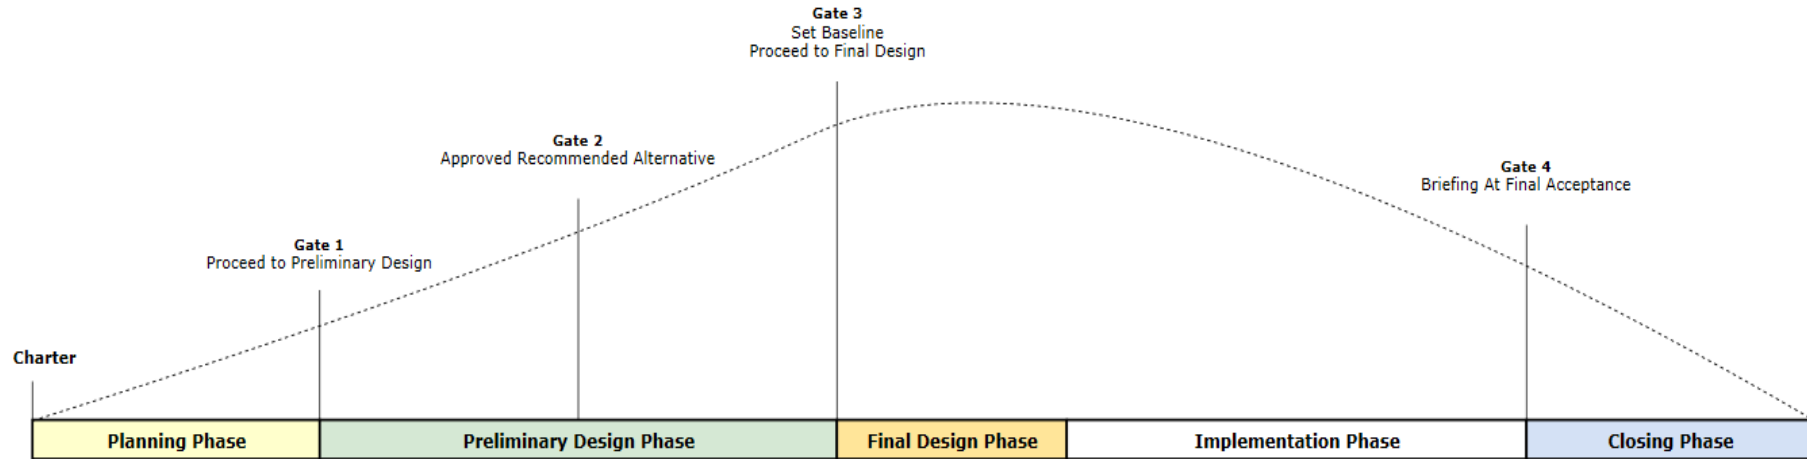 Gate 3
Set Baseline
Proceed to Final Design
Gate 2
Approved Recommended Alternative
Gate 4
Briefing At Final Acceptance
Gate 1
Proceed to Preliminary Design
Charter
Planning Phase
Preliminary Design Phase
Final Design Phase
Implementation Phase
Closing Phase